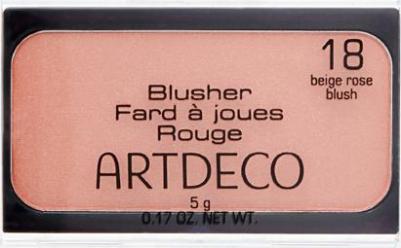 18
beige rose
blush
Blusher
Fard à joues
Rouge
ARTDECO
5 g
0.17 OZ. NET WT.